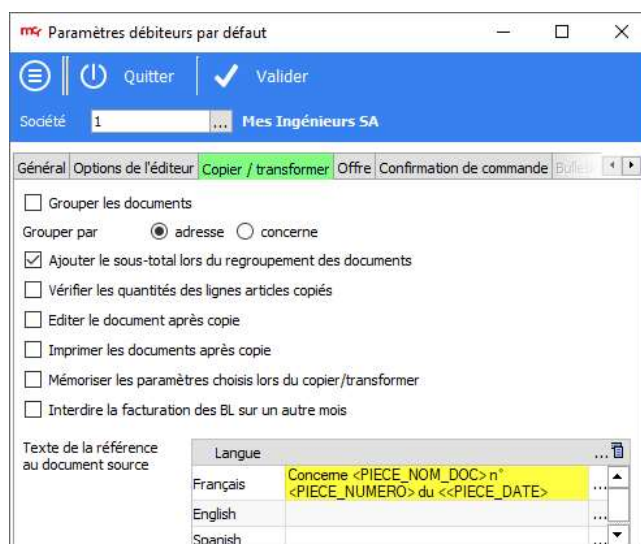 mcr Paramètres débiteurs par défaut
Quitter Valider
Société 1 ... Mes Ingénieurs SA
Général Options de l'éditeur Copier / transformer Offre Confirmation de commande
Grouper les documents
Grouper par adresse concerne
Ajouter le sous-total lors du regroupement des documents
Vérifier les quantités des lignes articles copiés
Editer le document après copie
Imprimer les documents après copie
Mémoriser les paramètres choisis lors du copier/transformer
Interdire la facturation des BL sur un autre mois
Texte de la référence
au document source
Langue ...
Français
Concerne <PIECE_NOM_DOC> n°
<PIECE_NUMERO> du <<PIECE_DATE>
...
English ...
Spanish ...